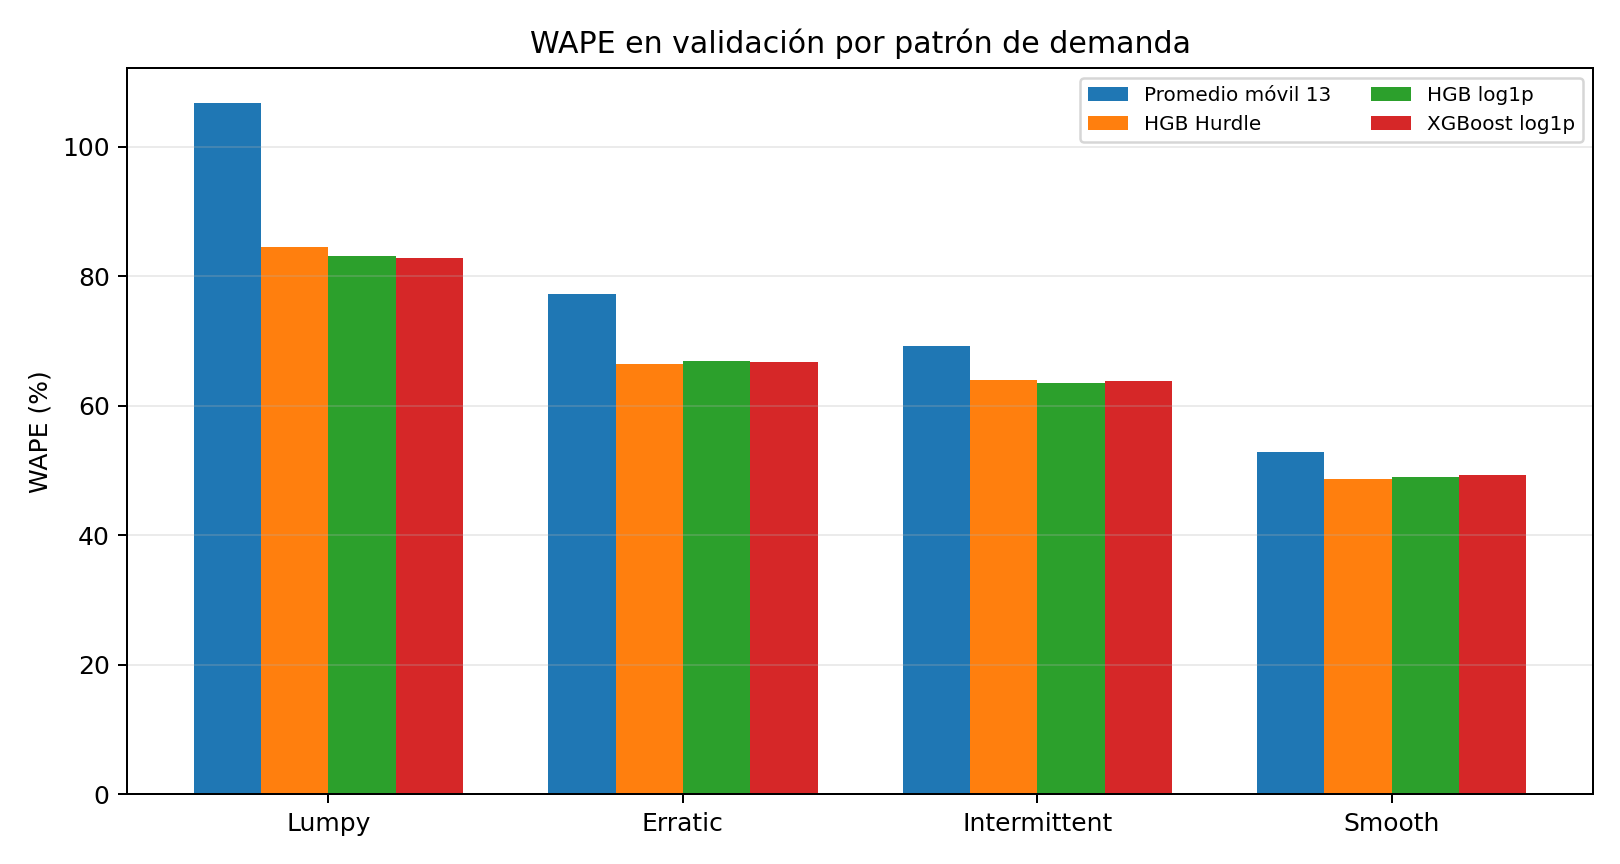 WAPE en validación por patrón de demanda
Promedio móvil 13
HGB Hurdle
HGB log1p
XGBoost log1p
WAPE (%)
100
80
60
40
20
0
Lumpy
Erratic
Intermittent
Smooth